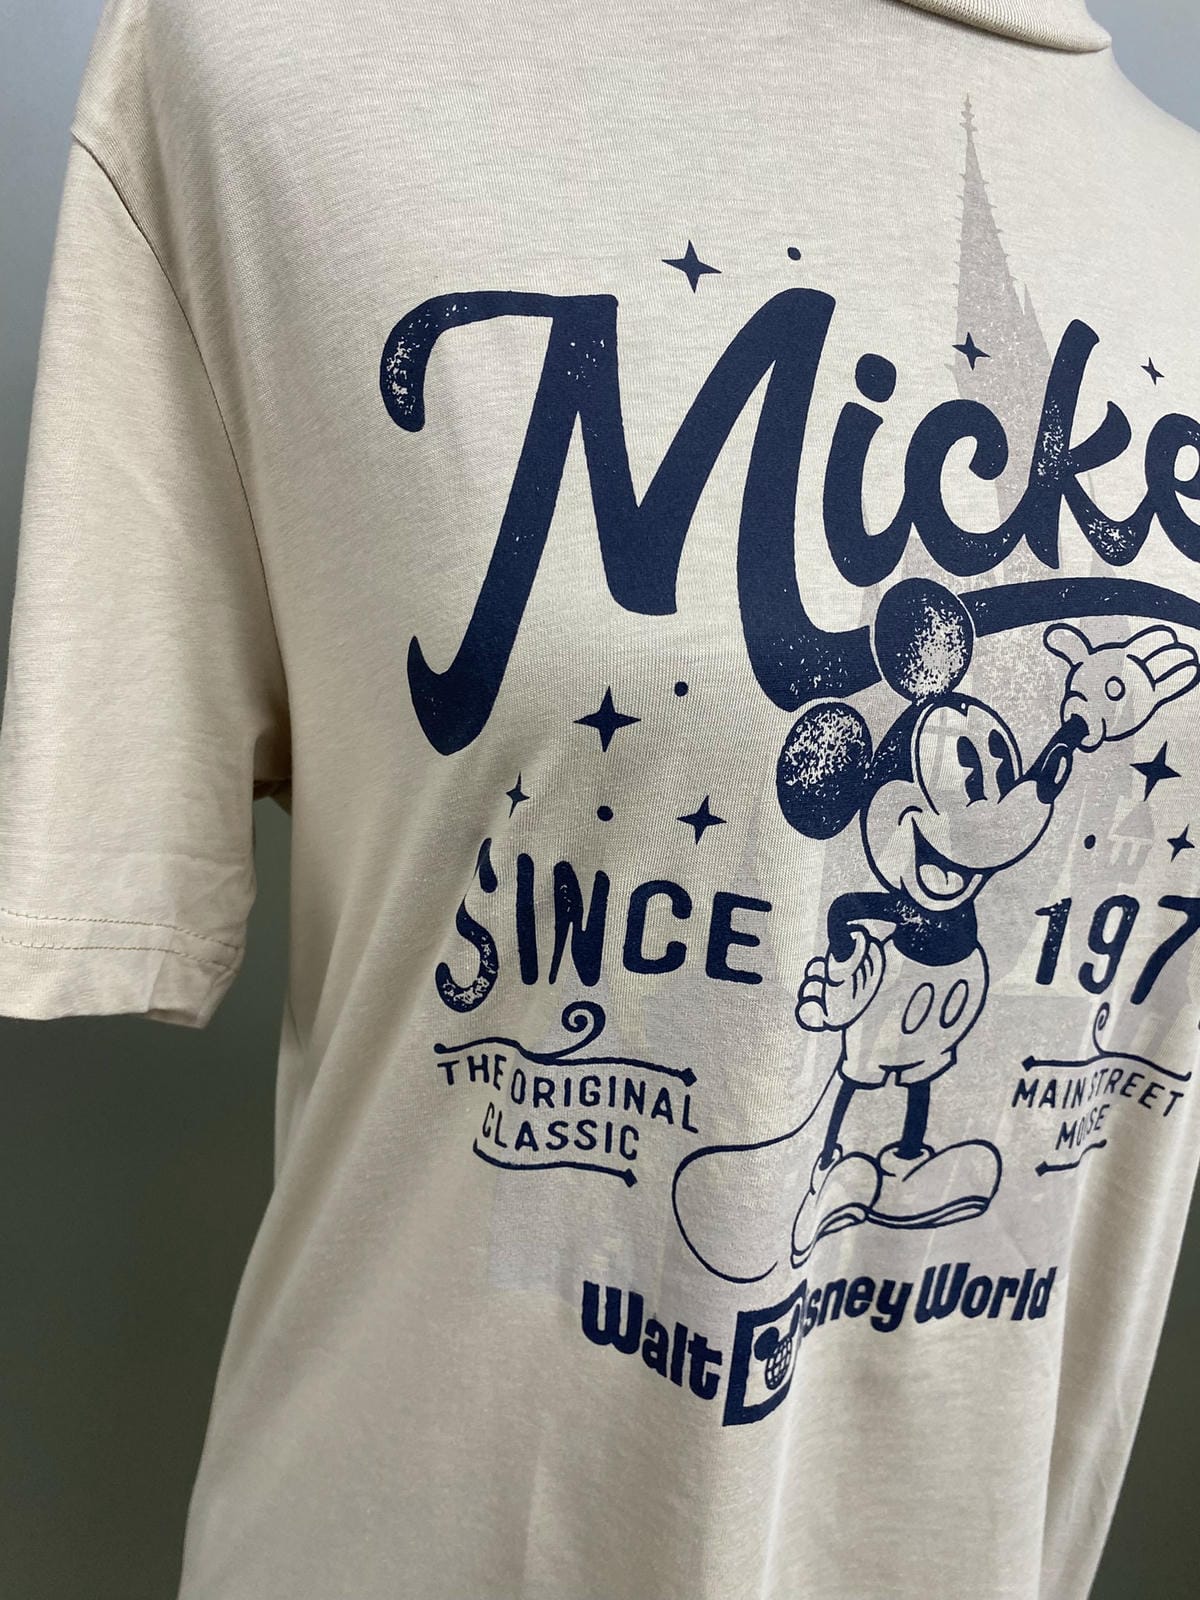 Micke
SINCE 197
THE ORIGINAL
CLASSIC
MAIN STREET
MOUSE
Walt Disney World